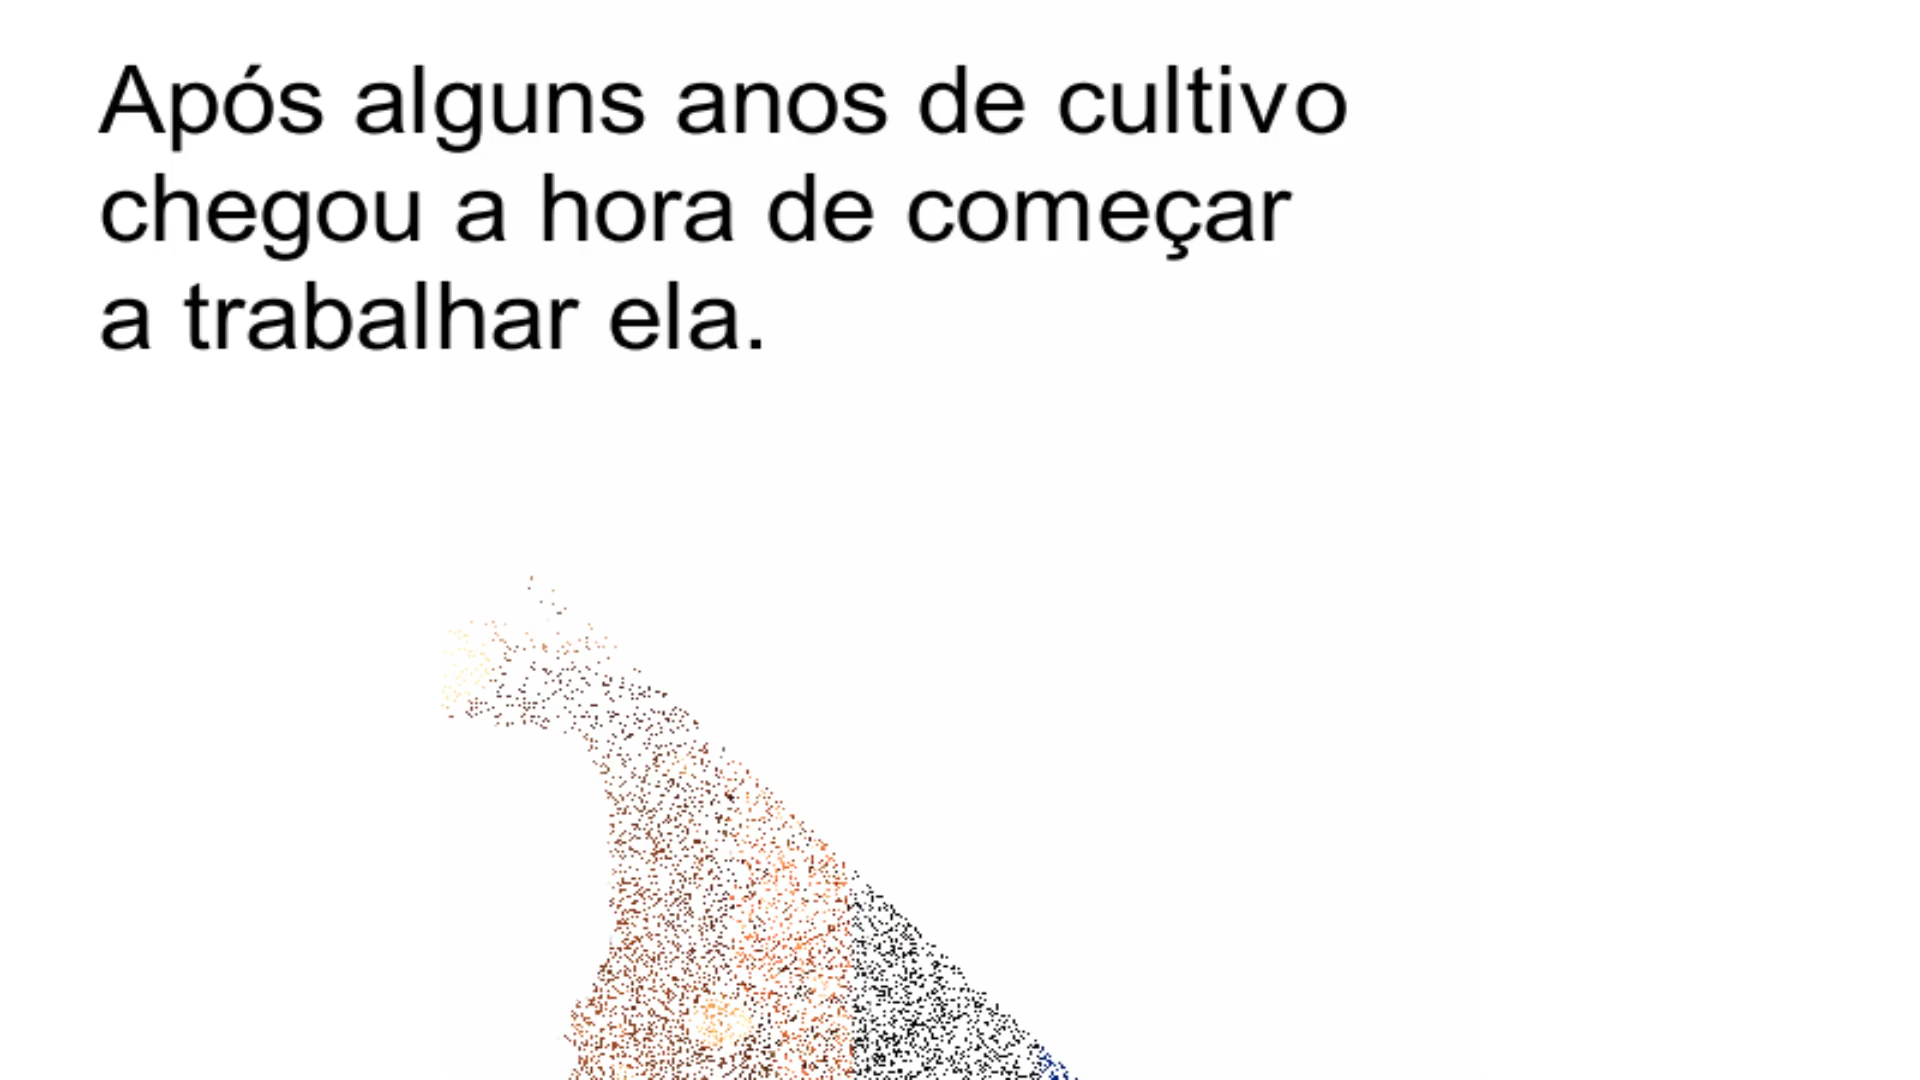 Após alguns anos de cultivo
chegou a hora de começar
a trabalhar ela.